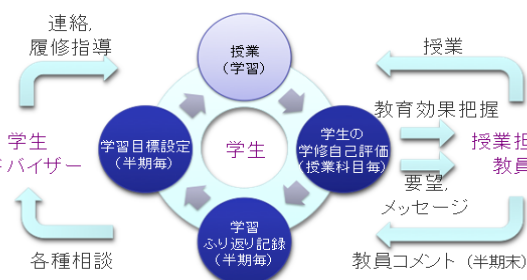 連絡,
履修指導
授業
(学習)
授業
教育効果把握
学習目標設定
(半期毎)
学生
学生の
学修自己評価
(授業科目毎)
学生
バイザー
授業担
教員
要望,
メッセージ
学習
ふり返り記録
(半期毎)
各種相談
教員コメント (半期末)